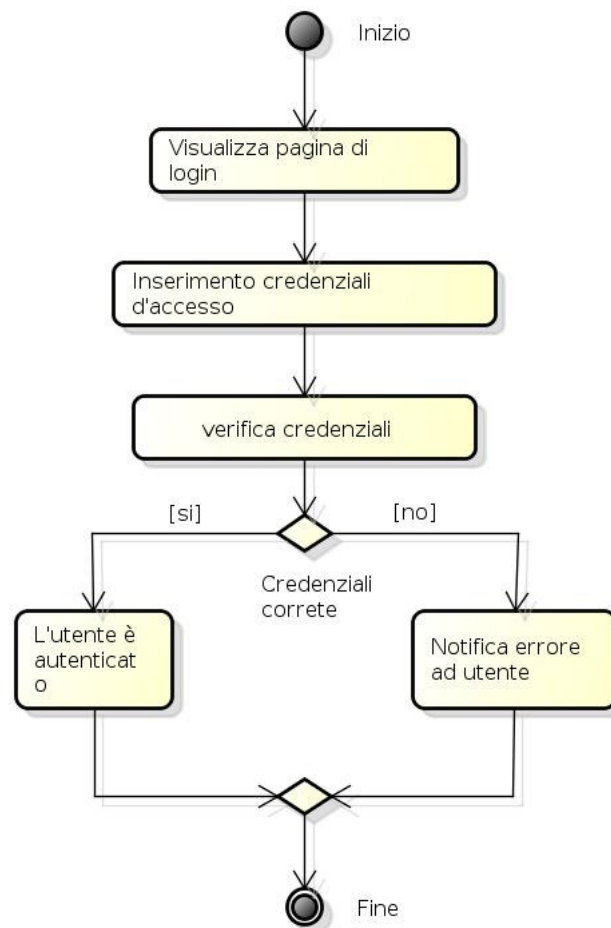 Inizio
Visualizza pagina di
login
Inserimento credenziali
d'accesso
verifica credenziali
[si]
[no]
Credenziali
correte
L'utente è
autenticat
o
Notifica errore
ad utente
Fine